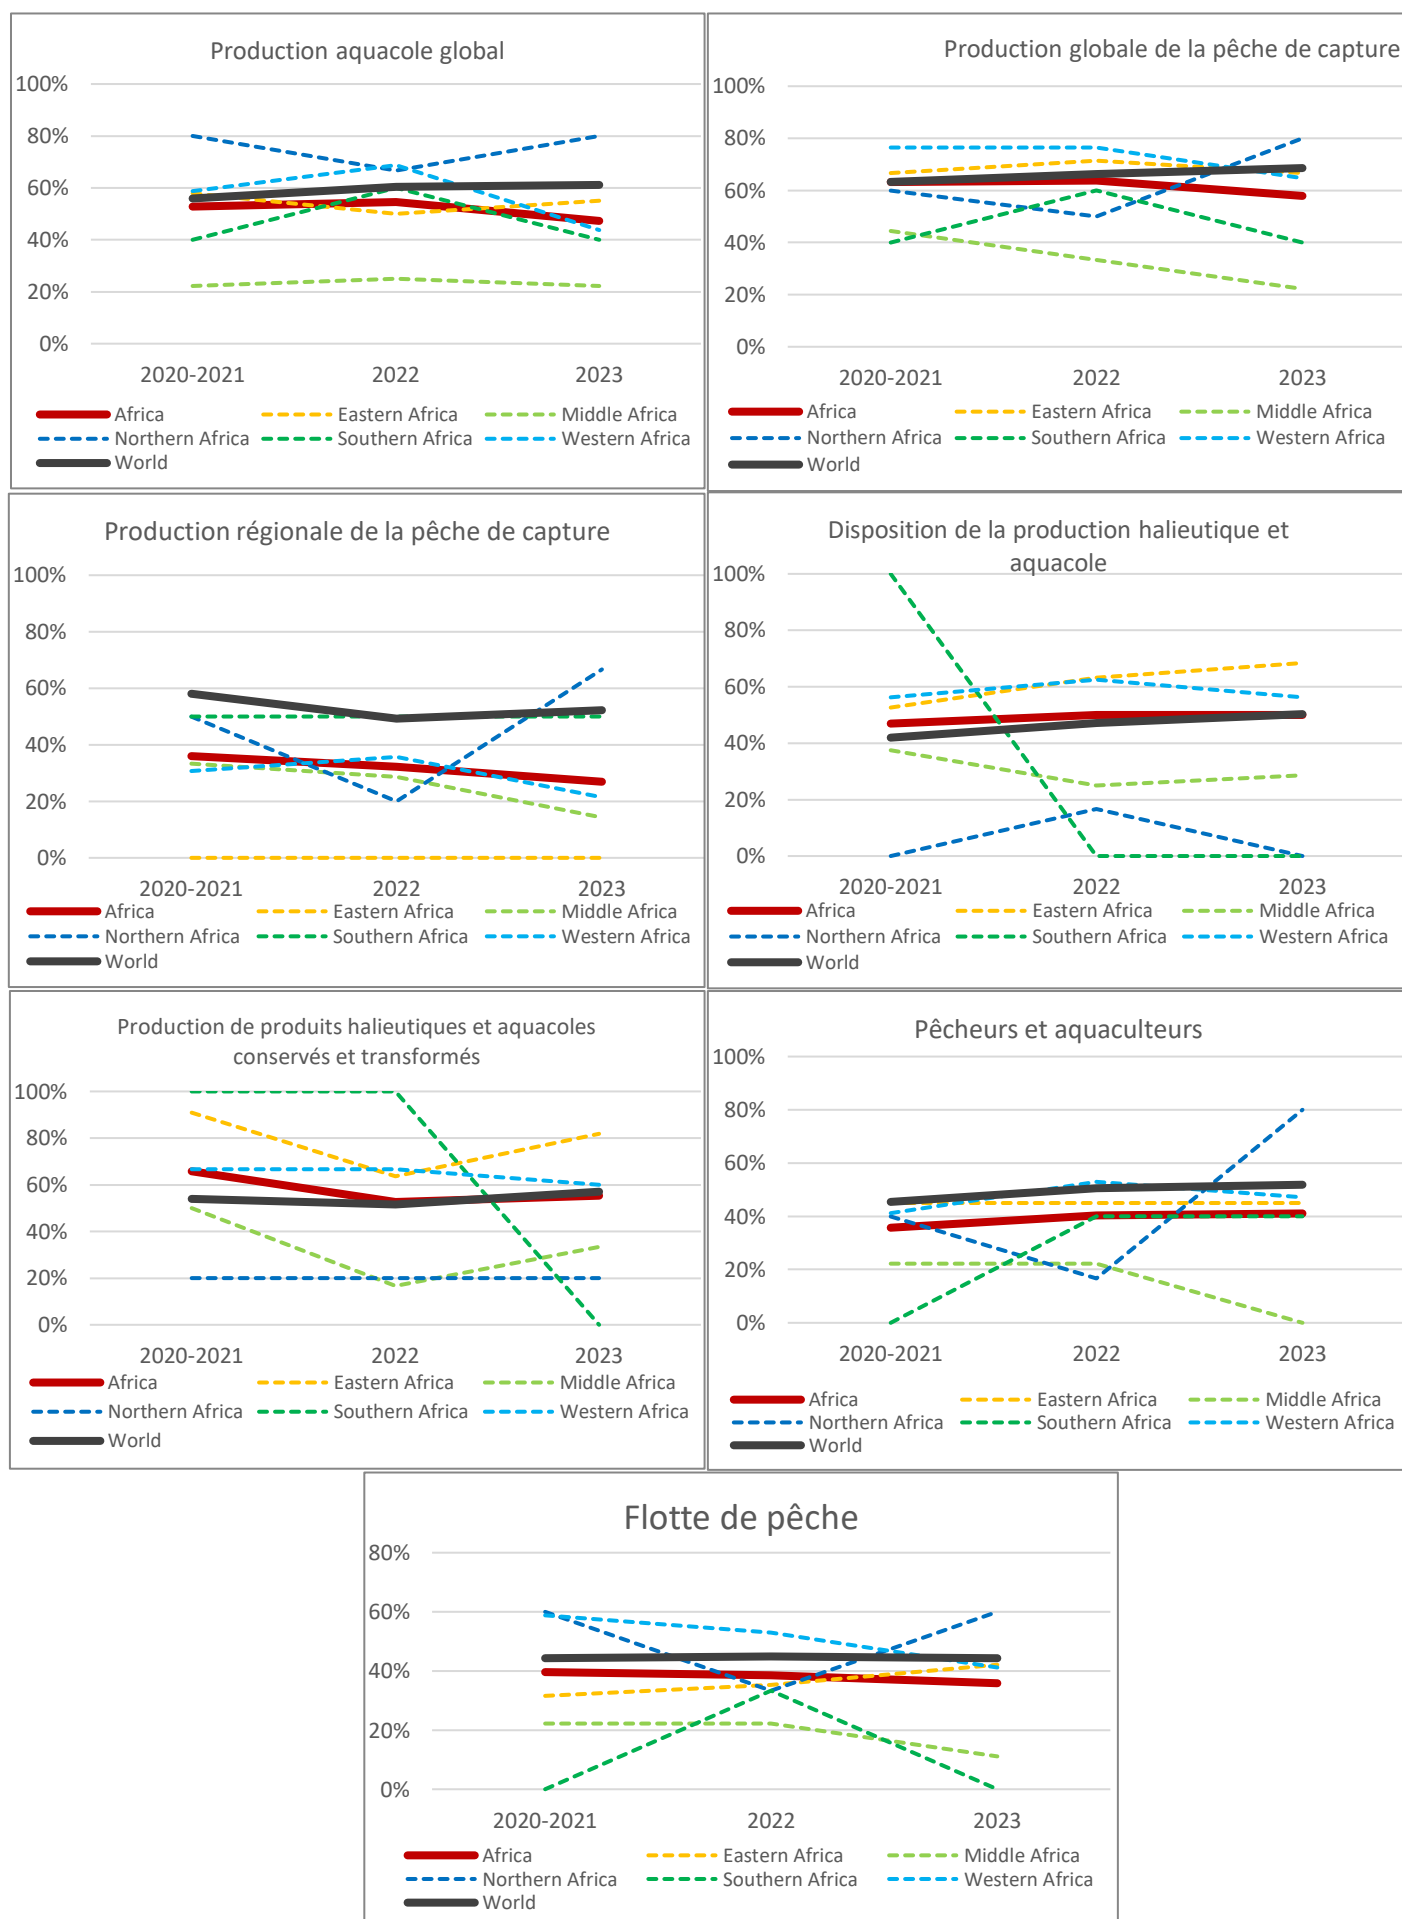 Production aquacole global
100%
80%
60%
40%
20%
0%
2020-2021 2022 2023
Africa Eastern Africa Middle Africa
Northern Africa Southern Africa Western Africa
World
Production globale de la pêche de capture
100%
80%
60%
40%
20%
0%
2020-2021 2022 2023
Africa Eastern Africa Middle Africa
Northern Africa Southern Africa Western Africa
World
Production régionale de la pêche de capture
100%
80%
60%
40%
20%
0%
2020-2021 2022 2023
Africa Eastern Africa Middle Africa
Northern Africa Southern Africa Western Africa
World
Disposition de la production halieutique et
aquacole
100%
80%
60%
40%
20%
0%
2020-2021 2022 2023
Africa Eastern Africa Middle Africa
Northern Africa Southern Africa Western Africa
World
Production de produits halieutiques et aquacoles
conservés et transformés
100%
80%
60%
40%
20%
0%
2020-2021 2022 2023
Africa Eastern Africa Middle Africa
Northern Africa Southern Africa Western Africa
World
Pêcheurs et aquaculteurs
100%
80%
60%
40%
20%
0%
2020-2021 2022 2023
Africa Eastern Africa Middle Africa
Northern Africa Southern Africa Western Africa
World
Flotte de pêche
80%
60%
40%
20%
0%
2020-2021 2022 2023
Africa Eastern Africa Middle Africa
Northern Africa Southern Africa Western Africa
World